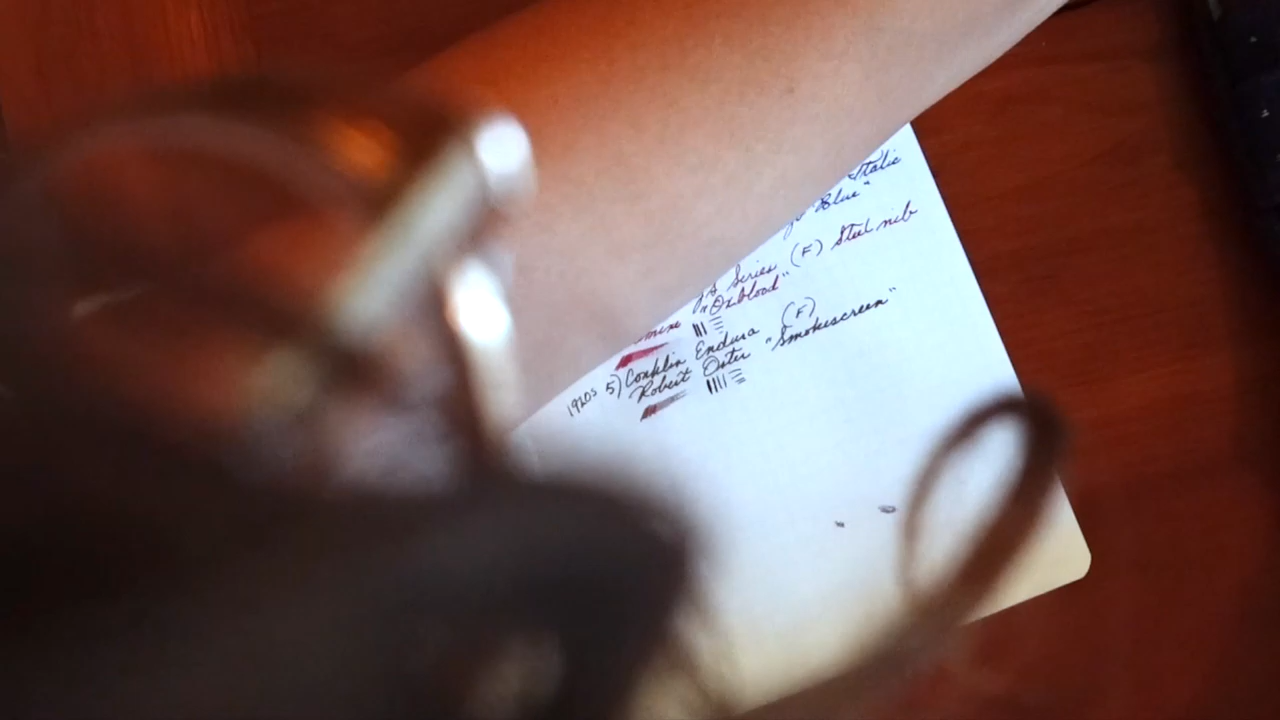 Italic
Blue"
Series (F) Steel nib
"Oxblood"
1920s 5) Conklin Endura (F)
Robert Oster "Smokescreen"